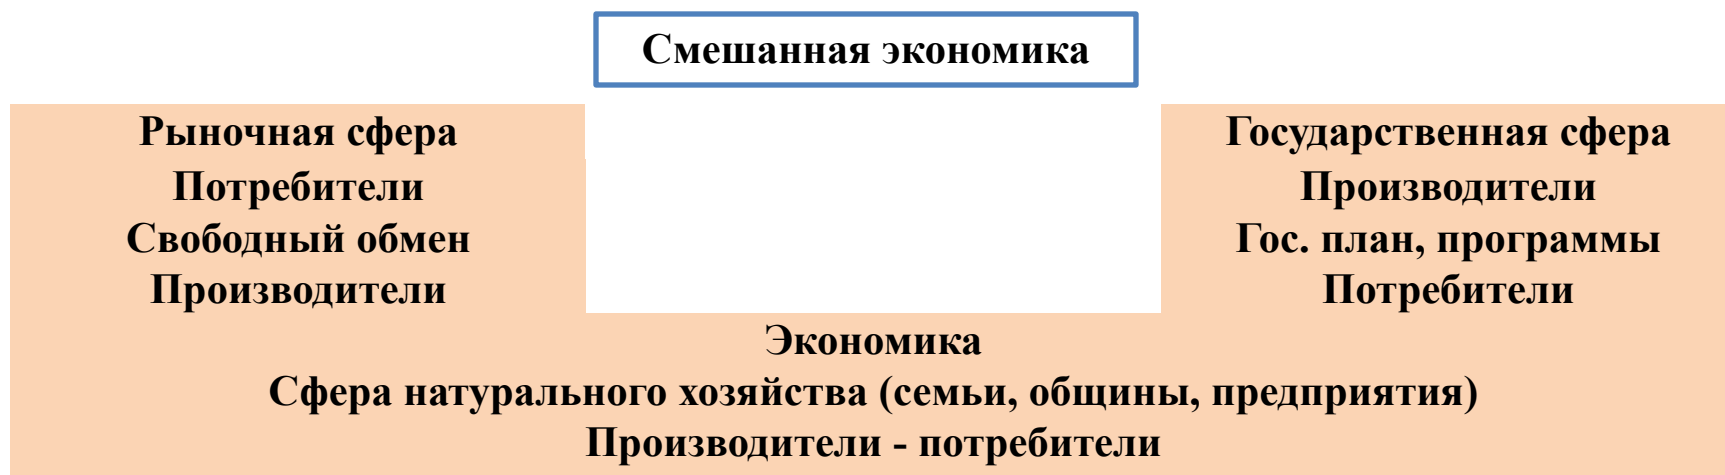 Смешанная экономика
Рыночная сфера
Потребители
Свободный обмен
Производители
Государственная сфера
Производители
Гос. план, программы
Потребители
Экономика
Сфера натурального хозяйства (семьи, общины, предприятия)
Производители - потребители